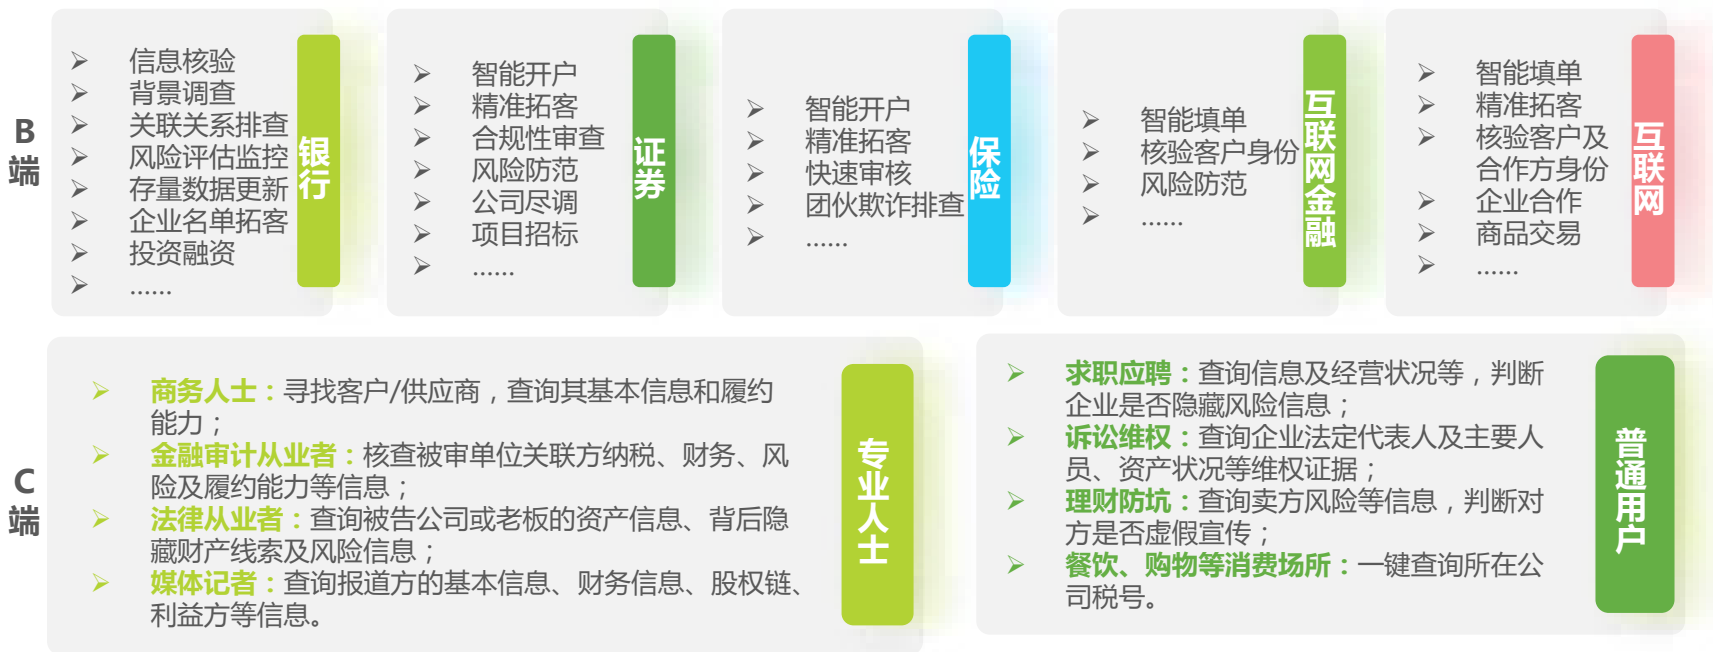 B
端
信息核验
背景调查
关联关系排查
风险评估监控
存量数据更新
企业名单拓客
投资融资
……
银行
智能开户
精准拓客
合规性审查
风险防范
公司尽调
项目招标
……
证券
智能开户
精准拓客
快速审核
团伙欺诈排查
……
保险
智能填单
核验客户身份
风险防范
……
互联网金融
智能填单
精准拓客
核验客户及
合作方身份
企业合作
商品交易
……
互联网
C
端
商务人士：寻找客户/供应商，查询其基本信息和履约
能力；
金融审计从业者：核查被审单位关联方纳税、财务、风
险及履约能力等信息；
法律从业者：查询被告公司或老板的资产信息、背后隐
藏财产线索及风险信息；
媒体记者：查询报道方的基本信息、财务信息、股权链、
利益方等信息。
专业人士
求职应聘：查询信息及经营状况等，判断
企业是否隐藏风险信息；
诉讼维权：查询企业法定代表人及主要人
员、资产状况等维权证据；
理财防坑：查询卖方风险等信息，判断对
方是否虚假宣传；
餐饮、购物等消费场所：一键查询所在公
司税号。
普通用户